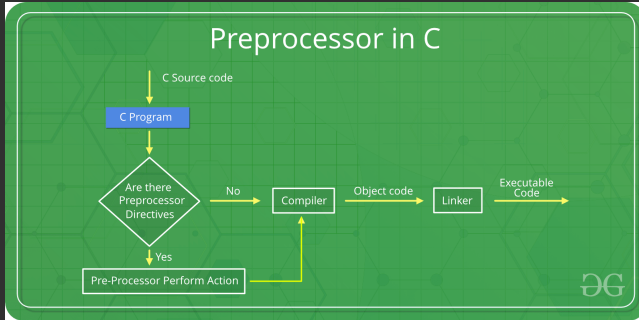 Preprocessor in C
C Source code
C Program
Are there
Preprocessor
Directives
No
Compiler
Object code
Linker
Executable
Code
Yes
Pre-Processor Perform Action